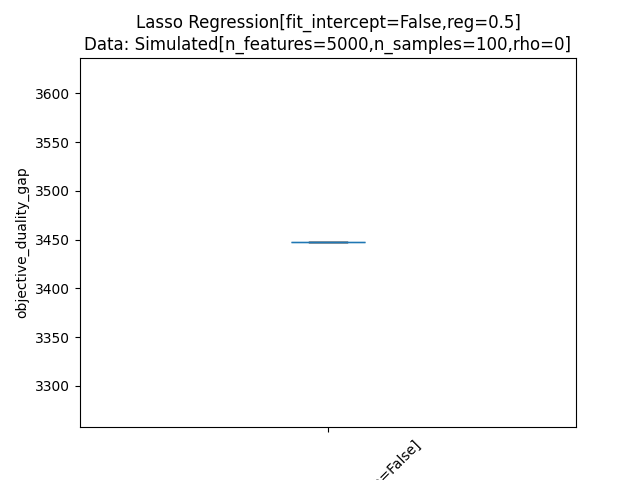 Lasso Regression[fit_intercept=False,reg=0.5]
Data: Simulated[n_features=5000,n_samples=100,rho=0]
3600
3550
3500
3450
3400
3350
3300
objective_duality_gap
=False]